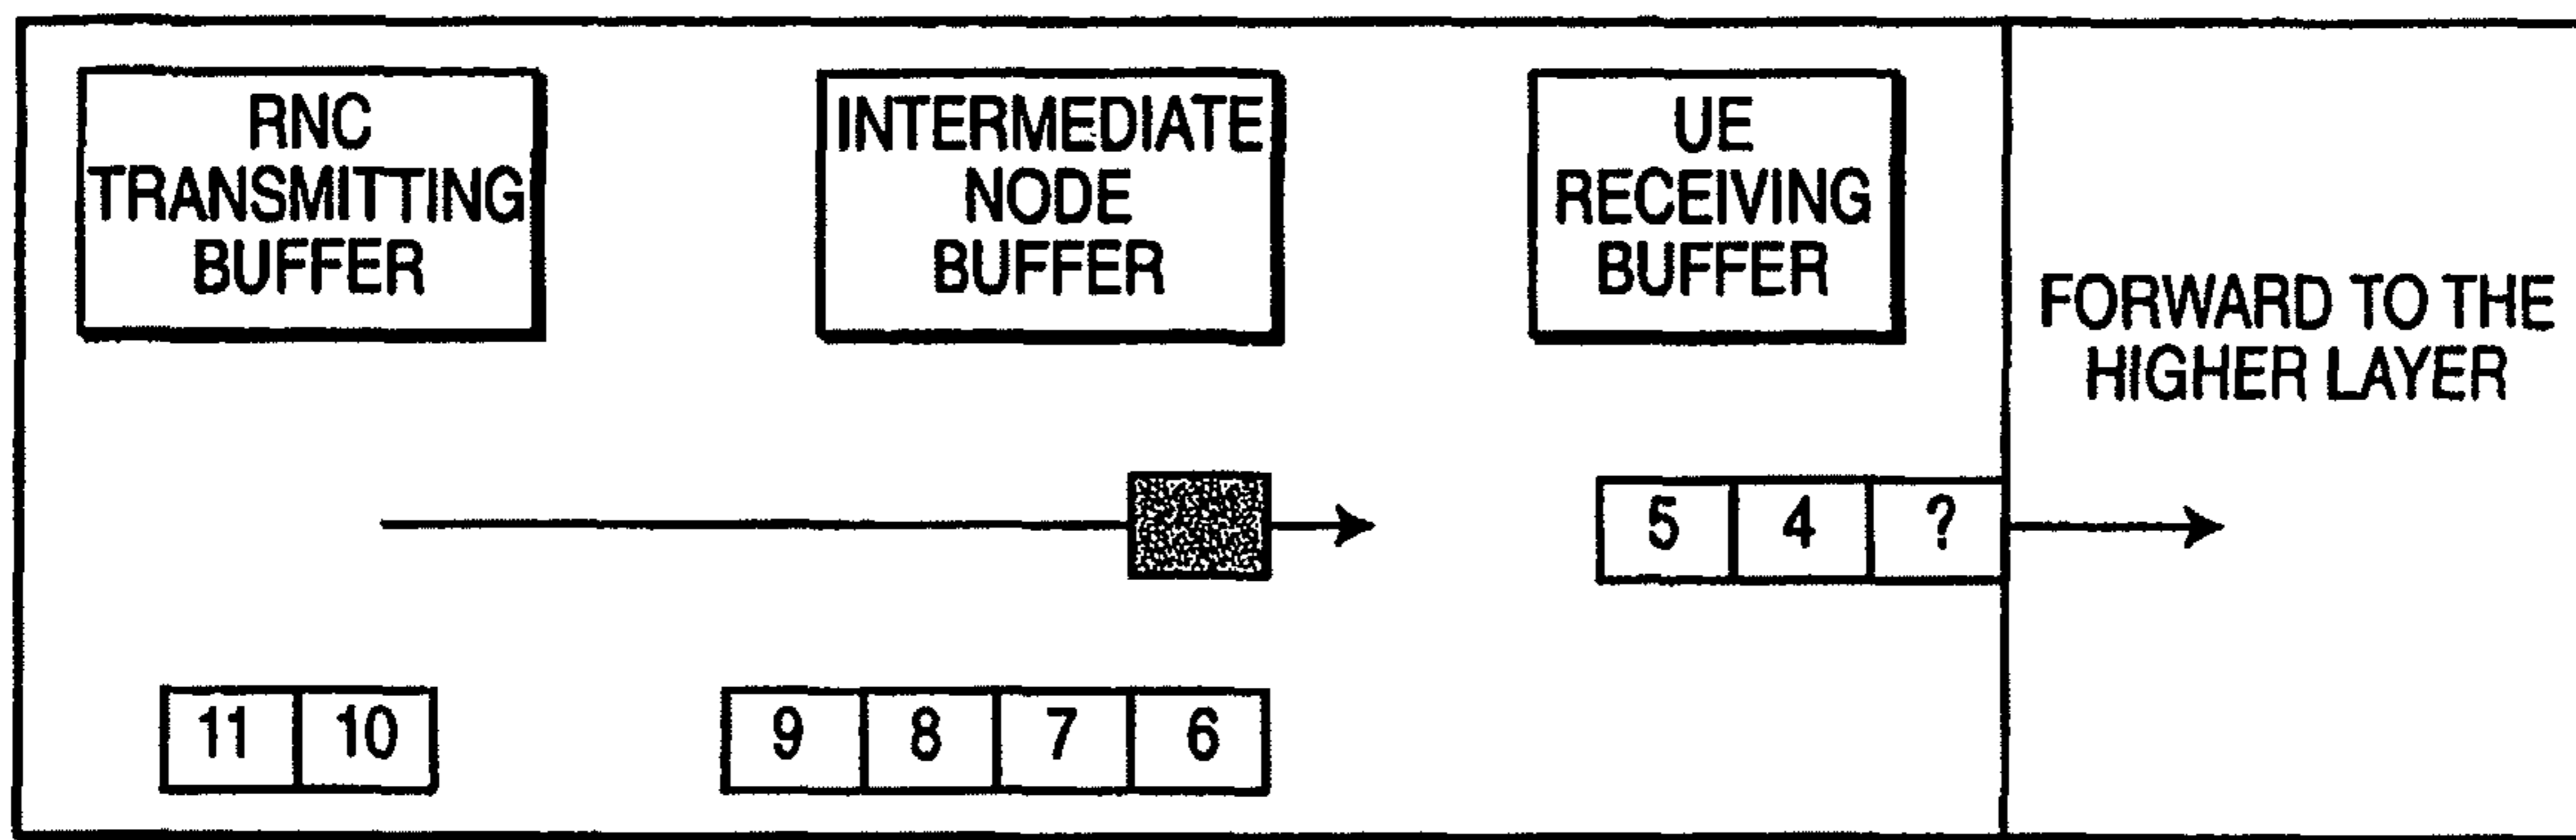 RNC
TRANSMITTING
BUFFER
INTERMEDIATE
NODE
BUFFER
UE
RECEIVING
BUFFER
FORWARD TO THE
HIGHER LAYER
5 4 ?
11 10
9 8 7 6